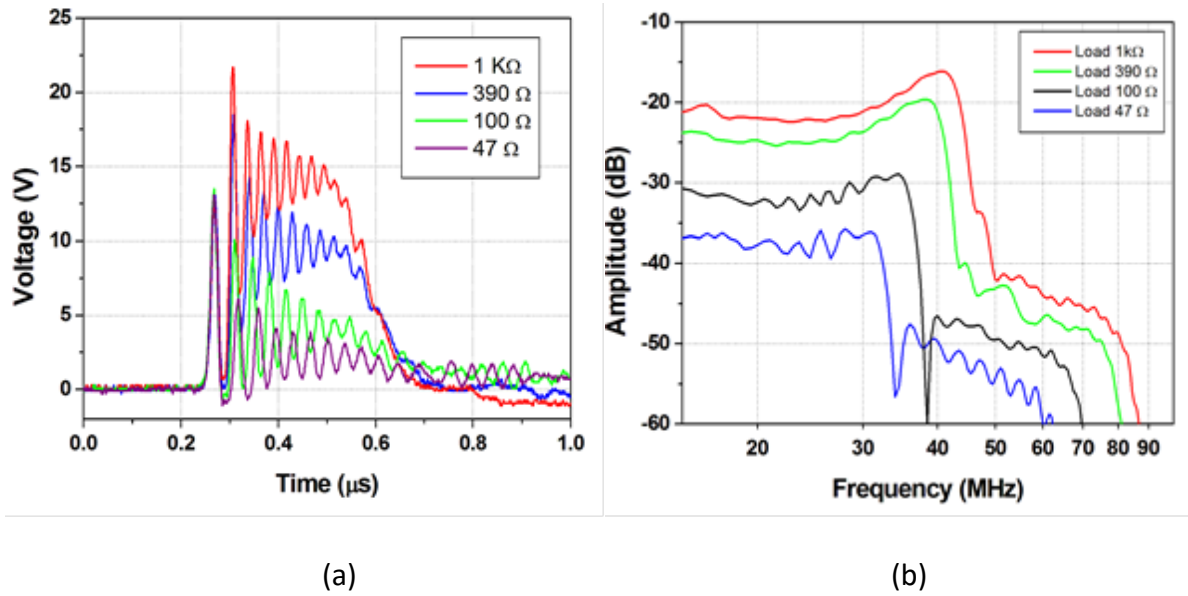 25
20
15
10
5
0
Voltage (V)
1 KΩ
390 Ω
100 Ω
47 Ω
0.0 0.2 0.4 0.6 0.8 1.0
Time (μs)
(a)
-10
-20
-30
-40
-50
-60
Amplitude (dB)
Load 1kΩ
Load 390 Ω
Load 100 Ω
Load 47 Ω
20 30 40 50 60 70 80 90
Frequency (MHz)
(b)